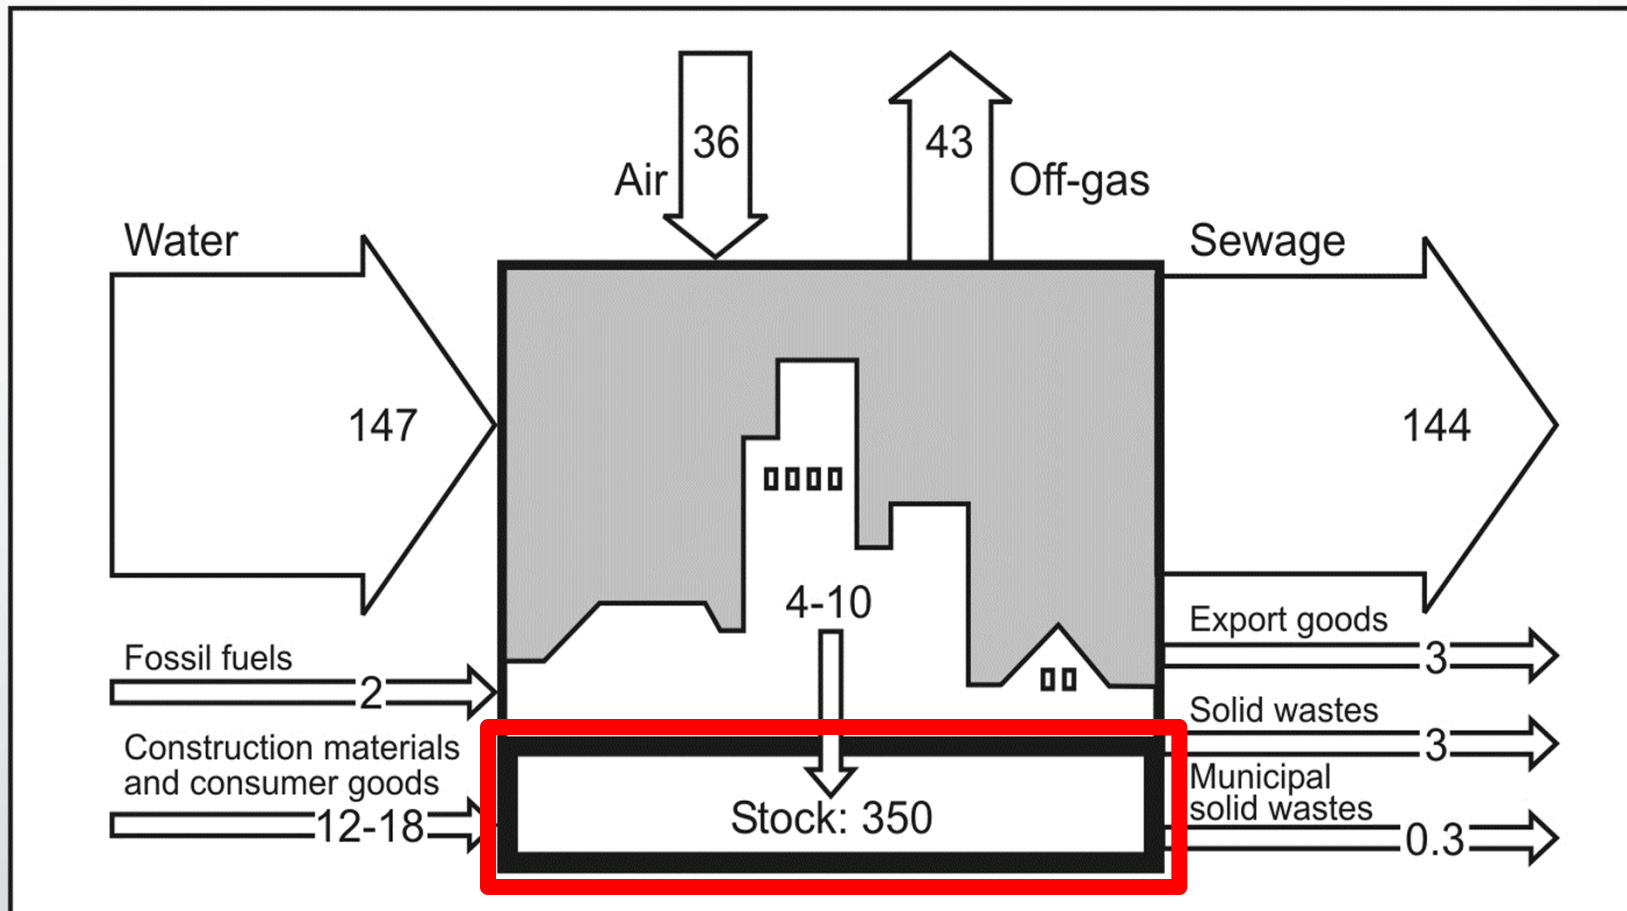 36
43
Air
Off-gas
Water
Sewage
147
144
4-10
Export goods
3
Fossil fuels
2
Solid wastes
3
Construction materials
and consumer goods
12-18
Stock: 350
Municipal
solid wastes
0.3